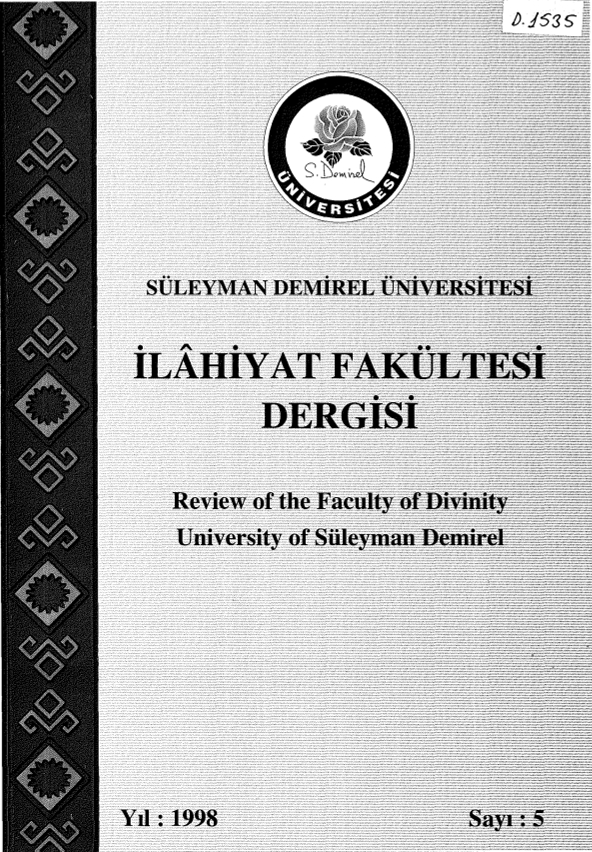 D.1535
S. Demirel
ÜNİVERSİTESİ
SÜLEYMAN DEMİREL ÜNİVERSİTESİ
İLÂHİYAT FAKÜLTESİ
DERGİSİ
Review of the Faculty of Divinity
University of Süleyman Demirel
Yıl : 1998 Sayı : 5